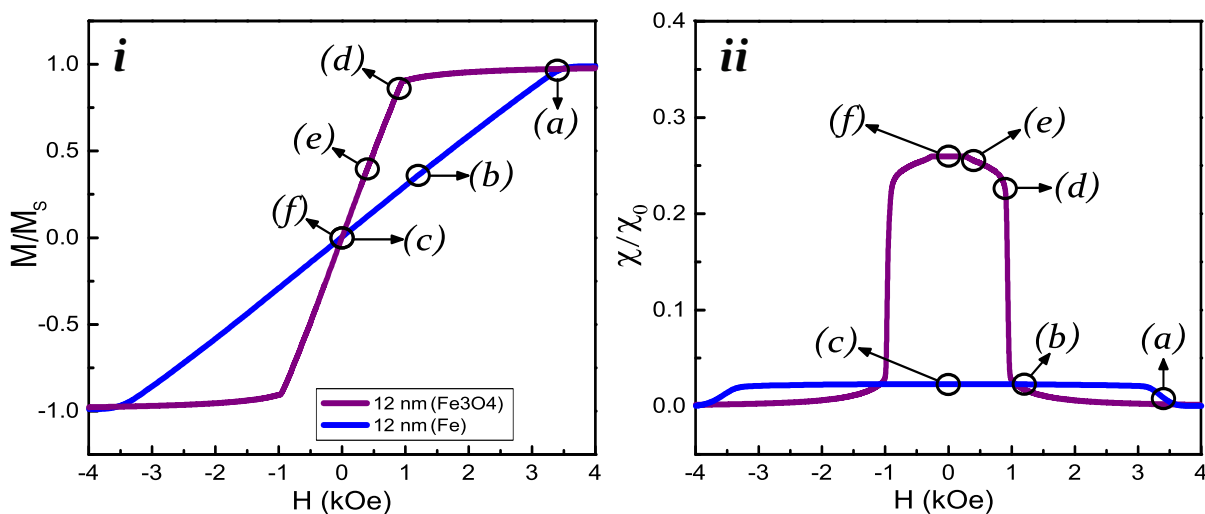 i
1.0
0.5
0.0
-0.5
-1.0
M/M_S
-4 -3 -2 -1 0 1 2 3 4
H (kOe)
(d)
(a)
(e)
(b)
(f)
(c)
12 nm (Fe3O4)
12 nm (Fe)
ii
0.4
0.3
0.2
0.1
0.0
χ/χ_0
-4 -3 -2 -1 0 1 2 3 4
H (kOe)
(f)
(e)
(d)
(c)
(b)
(a)